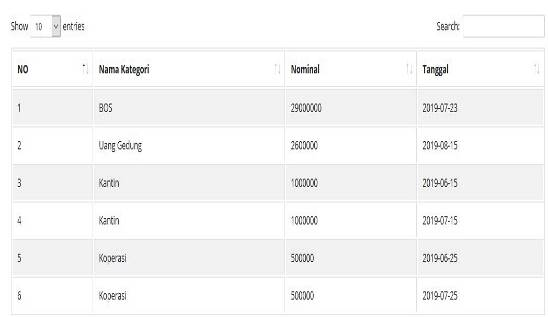 Show 10 entries Search:
NO Nama Kategori Nominal Tanggal
1 BOS 29000000 2019-07-23
2 Uang Gedung 2600000 2019-08-15
3 Kantin 1000000 2019-06-15
4 Kantin 1000000 2019-07-15
5 Koperasi 500000 2019-06-25
6 Koperasi 500000 2019-07-25